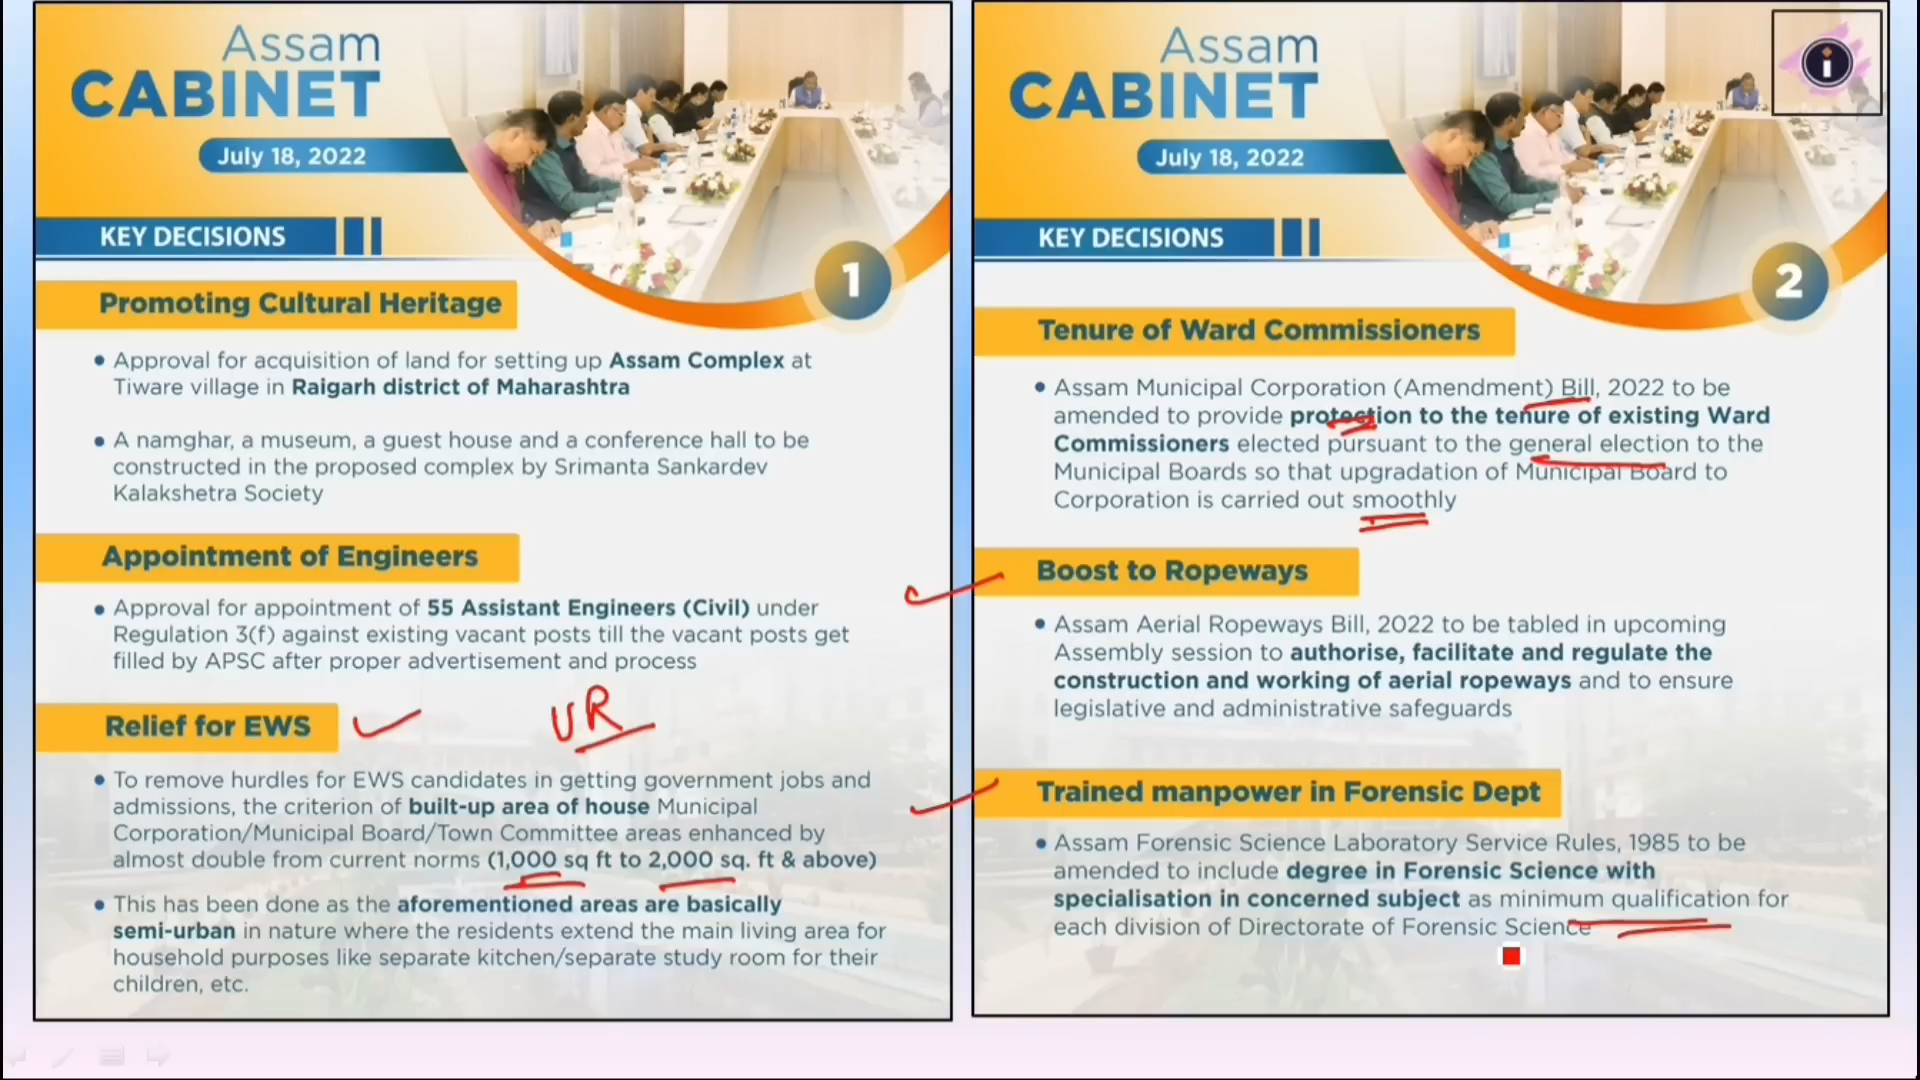 Assam
CABINET
July 18, 2022
KEY DECISIONS
1
Promoting Cultural Heritage
• Approval for acquisition of land for setting up Assam Complex at
Tiware village in Raigarh district of Maharashtra
• A namghar, a museum, a guest house and a conference hall to be
constructed in the proposed complex by Srimanta Sankardev
Kalakshetra Society
Appointment of Engineers
• Approval for appointment of 55 Assistant Engineers (Civil) under
Regulation 3(f) against existing vacant posts till the vacant posts get
filled by APSC after proper advertisement and process
Relief for EWS
UR
• To remove hurdles for EWS candidates in getting government jobs and
admissions, the criterion of built-up area of house Municipal
Corporation/Municipal Board/Town Committee areas enhanced by
almost double from current norms (1,000 sq ft to 2,000 sq. ft & above)
• This has been done as the aforementioned areas are basically
semi-urban in nature where the residents extend the main living area for
household purposes like separate kitchen/separate study room for their
children, etc.
Assam
CABINET
July 18, 2022
i
KEY DECISIONS
2
Tenure of Ward Commissioners
• Assam Municipal Corporation (Amendment) Bill, 2022 to be
amended to provide protection to the tenure of existing Ward
Commissioners elected pursuant to the general election to the
Municipal Boards so that upgradation of Municipal Board to
Corporation is carried out smoothly
Boost to Ropeways
• Assam Aerial Ropeways Bill, 2022 to be tabled in upcoming
Assembly session to authorise, facilitate and regulate the
construction and working of aerial ropeways and to ensure
legislative and administrative safeguards
Trained manpower in Forensic Dept
• Assam Forensic Science Laboratory Service Rules, 1985 to be
amended to include degree in Forensic Science with
specialisation in concerned subject as minimum qualification for
each division of Directorate of Forensic Science